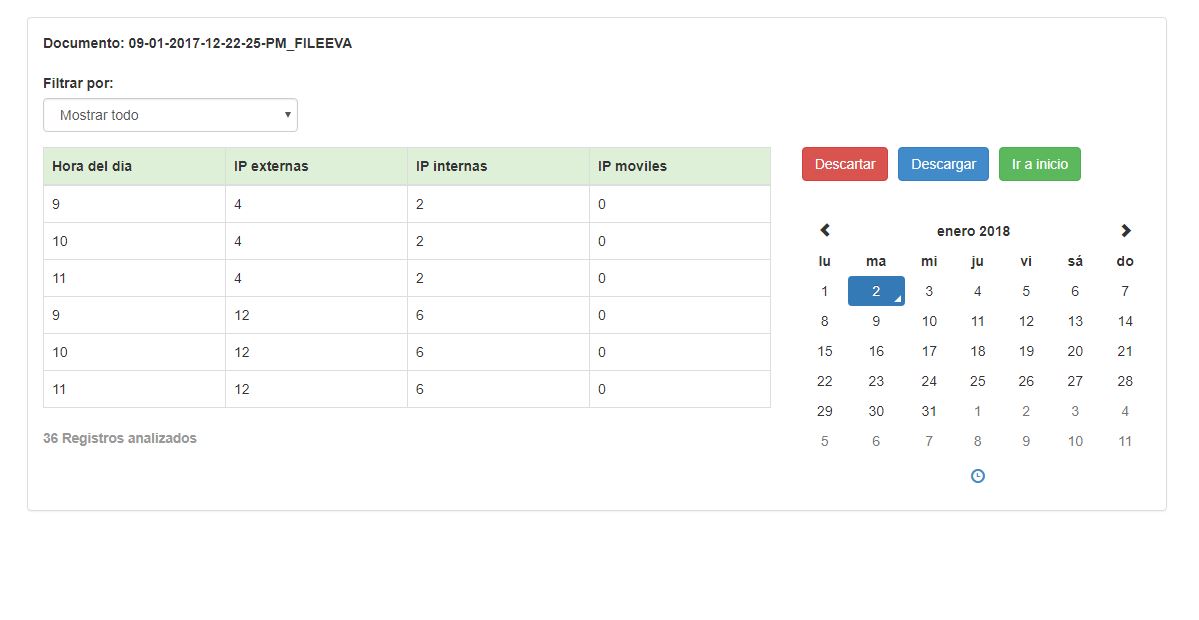 Documento: 09-01-2017-12-22-25-PM_FILEEVA
Filtrar por:
Mostrar todo
Hora del dia IP externas IP internas IP moviles
9 4 2 0
10 4 2 0
11 4 2 0
9 12 6 0
10 12 6 0
11 12 6 0
36 Registros analizados
Descartar Descargar Ir a inicio
enero 2018
lu ma mi ju vi sá do
1 2 3 4 5 6 7
8 9 10 11 12 13 14
15 16 17 18 19 20 21
22 23 24 25 26 27 28
29 30 31 1 2 3 4
5 6 7 8 9 10 11